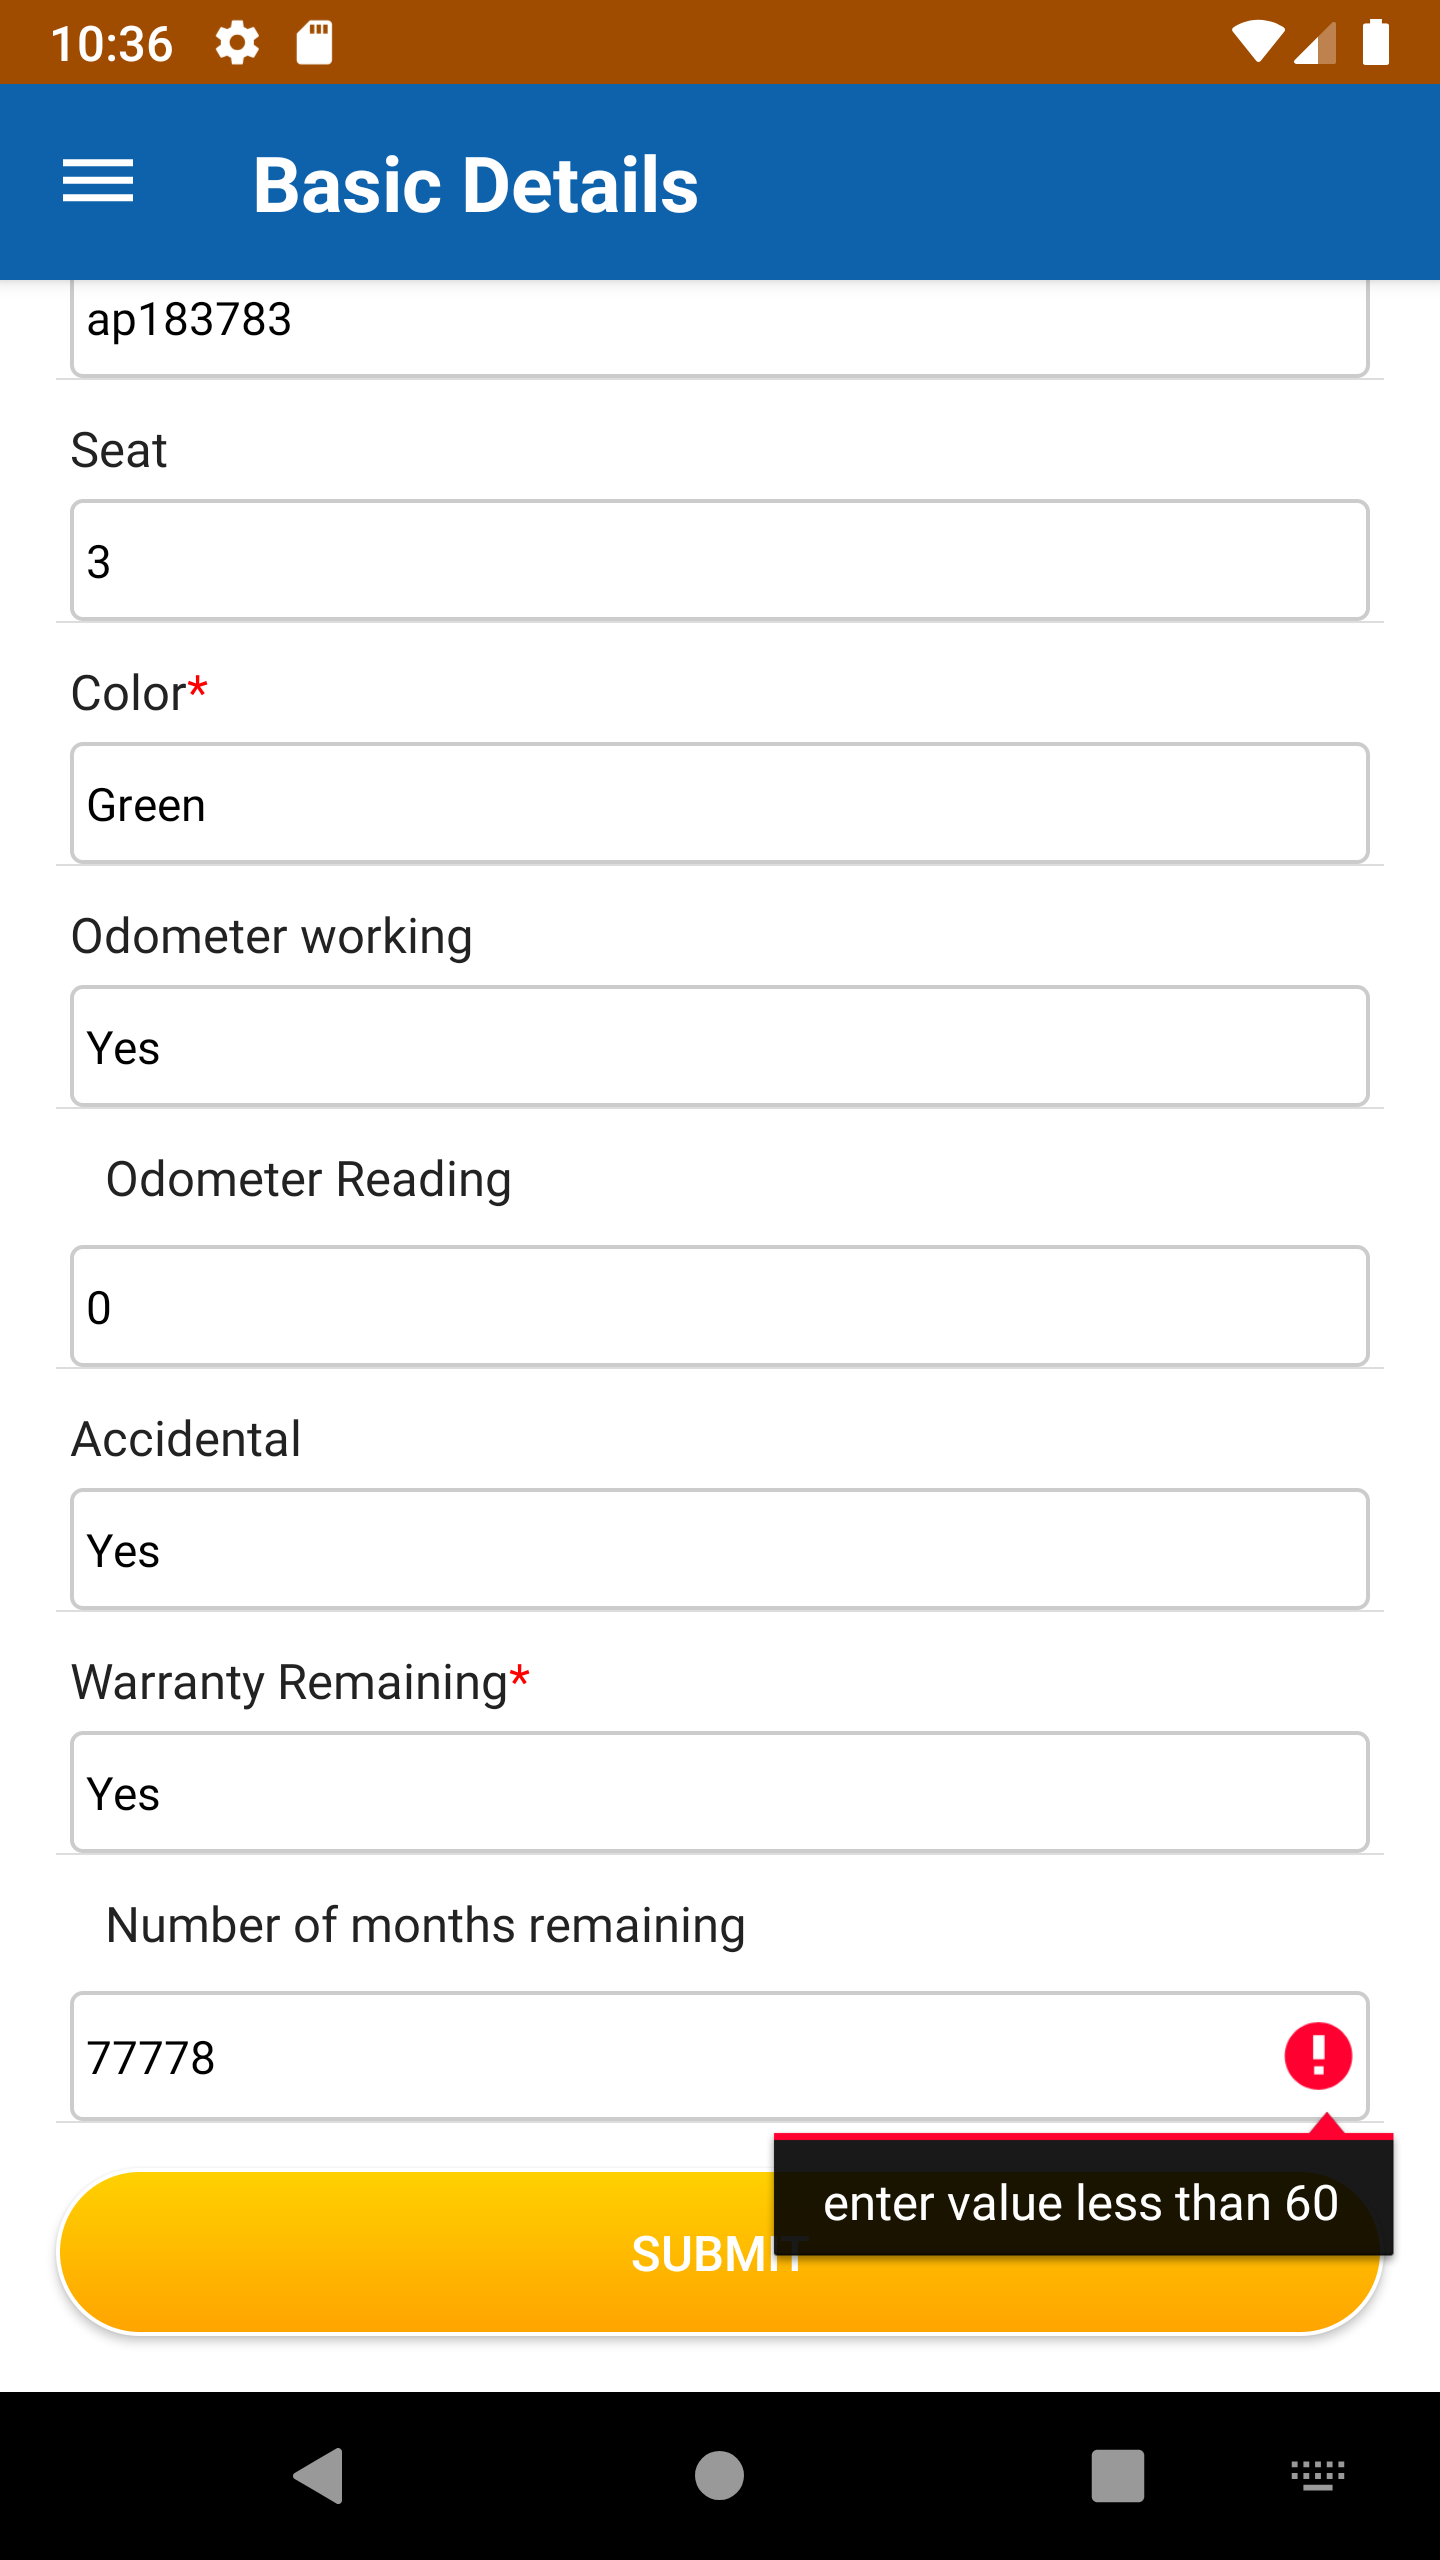 10:36
Basic Details
ap183783
Seat
3
Color*
Green
Odometer working
Yes
Odometer Reading
0
Accidental
Yes
Warranty Remaining*
Yes
Number of months remaining
77778
enter value less than 60
SUBMIT